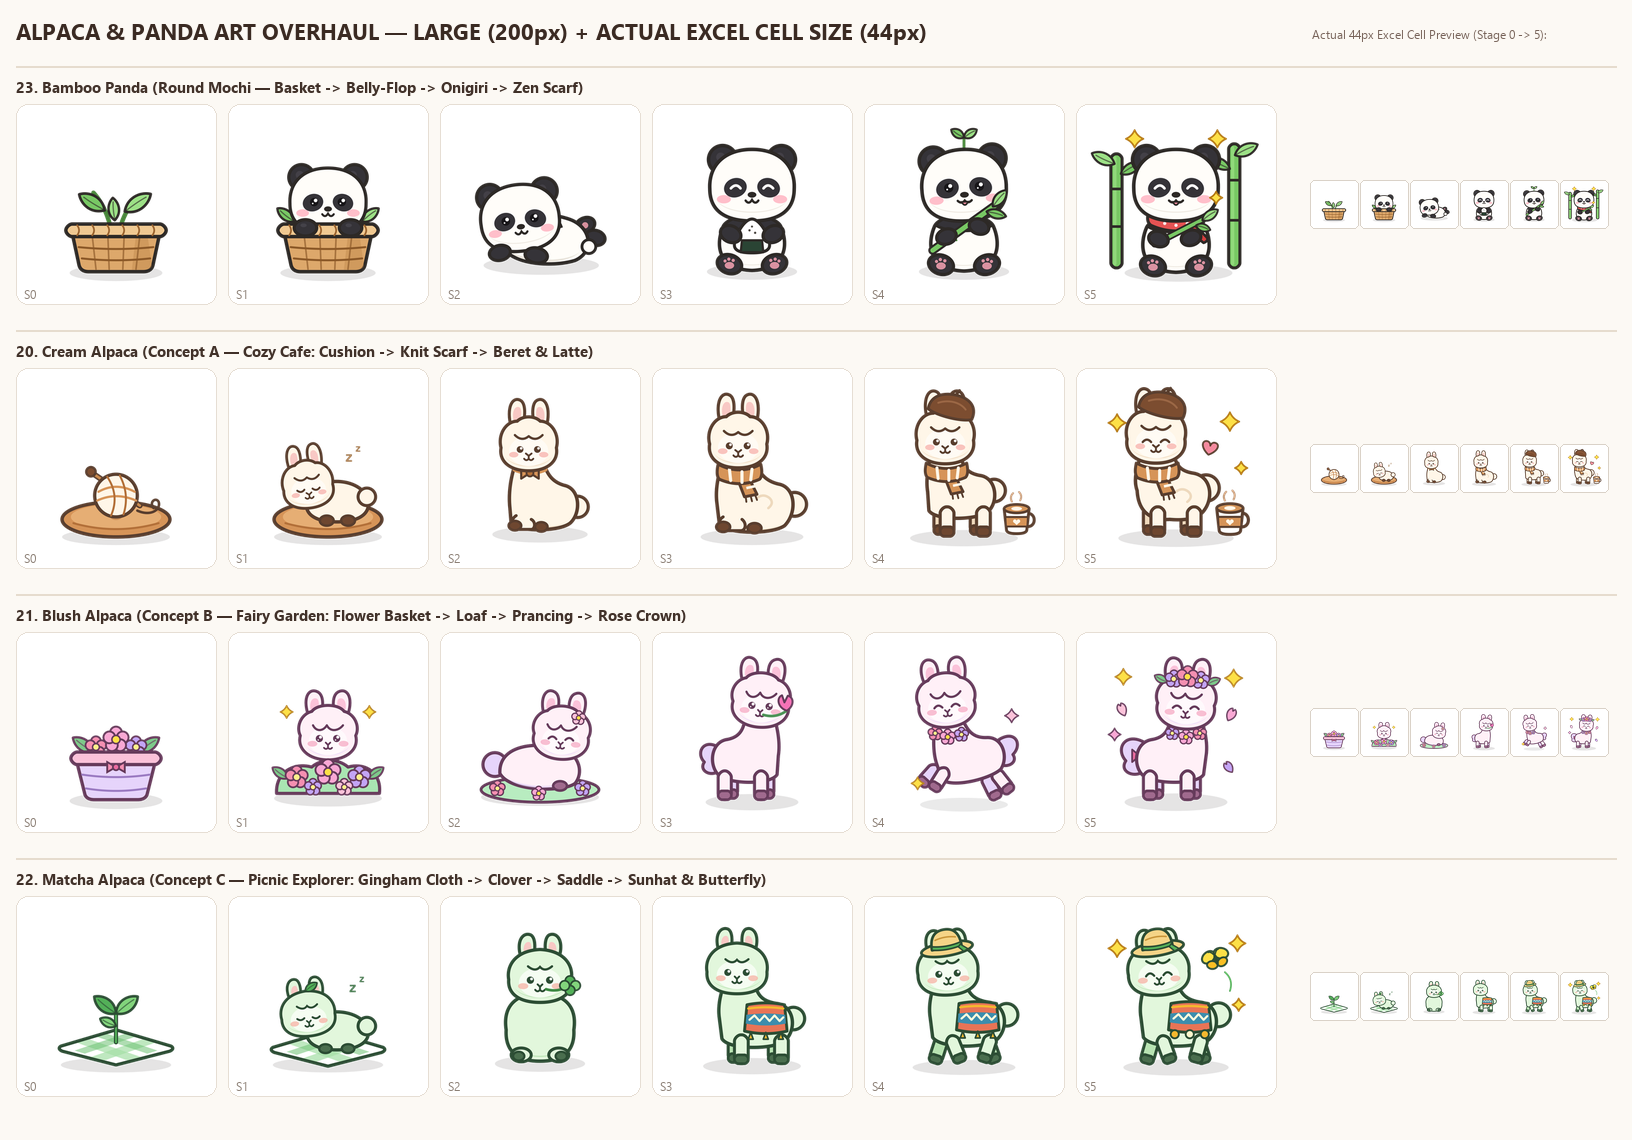 ALPACA & PANDA ART OVERHAUL — LARGE (200px) + ACTUAL EXCEL CELL SIZE (44px)
Actual 44px Excel Cell Preview (Stage 0 -> 5):
23. Bamboo Panda (Round Mochi — Basket -> Belly-Flop -> Onigiri -> Zen Scarf)
S0
S1
S2
S3
S4
S5
20. Cream Alpaca (Concept A — Cozy Cafe: Cushion -> Knit Scarf -> Beret & Latte)
z z
S0
S1
S2
S3
S4
S5
21. Blush Alpaca (Concept B — Fairy Garden: Flower Basket -> Loaf -> Prancing -> Rose Crown)
S0
S1
S2
S3
S4
S5
22. Matcha Alpaca (Concept C — Picnic Explorer: Gingham Cloth -> Clover -> Saddle -> Sunhat & Butterfly)
z z
S0
S1
S2
S3
S4
S5